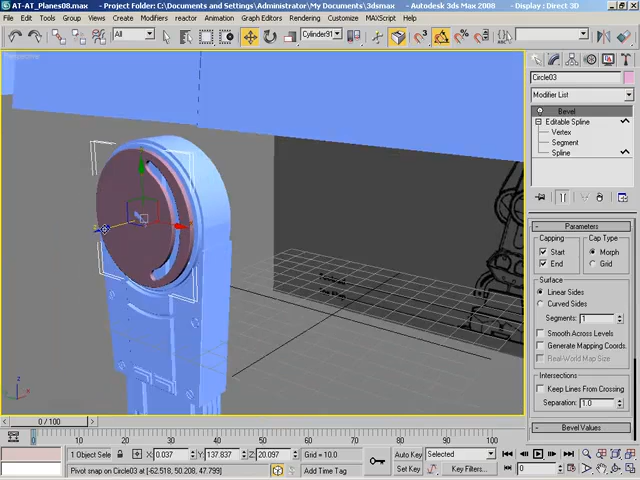 AT-AT_Planes08.max - Project Folder: C:\Documents and Settings\Administrator\My Documents\3dsmax - Autodesk 3ds Max 2008 - Display : Direct 3D
File Edit Tools Group Views Create Modifiers reactor Animation Graph Editors Rendering Customize MAXScript Help
All Cylinder91
Perspective
Circle03
Modifier List
Bevel
Editable Spline
Vertex
Segment
Spline
Parameters
Capping Cap Type
Start Morph
End Grid
Surface
Linear Sides
Curved Sides
Segments: 1
Smooth Across Levels
Generate Mapping Coords.
Real-World Map Size
Intersections
Keep Lines From Crossing
Separation: 1.0
Bevel Values
0 / 100
0 10 20 30 40 50 60 70 80 90 100
1 Object Sele X: 0.037 Y: 137.837 Z: 20.097 Grid = 10.0 Auto Key Selected
Pivot snap on Circle03 at [-62.518, 50.208, 47.799] Add Time Tag Set Key Key Filters... 0